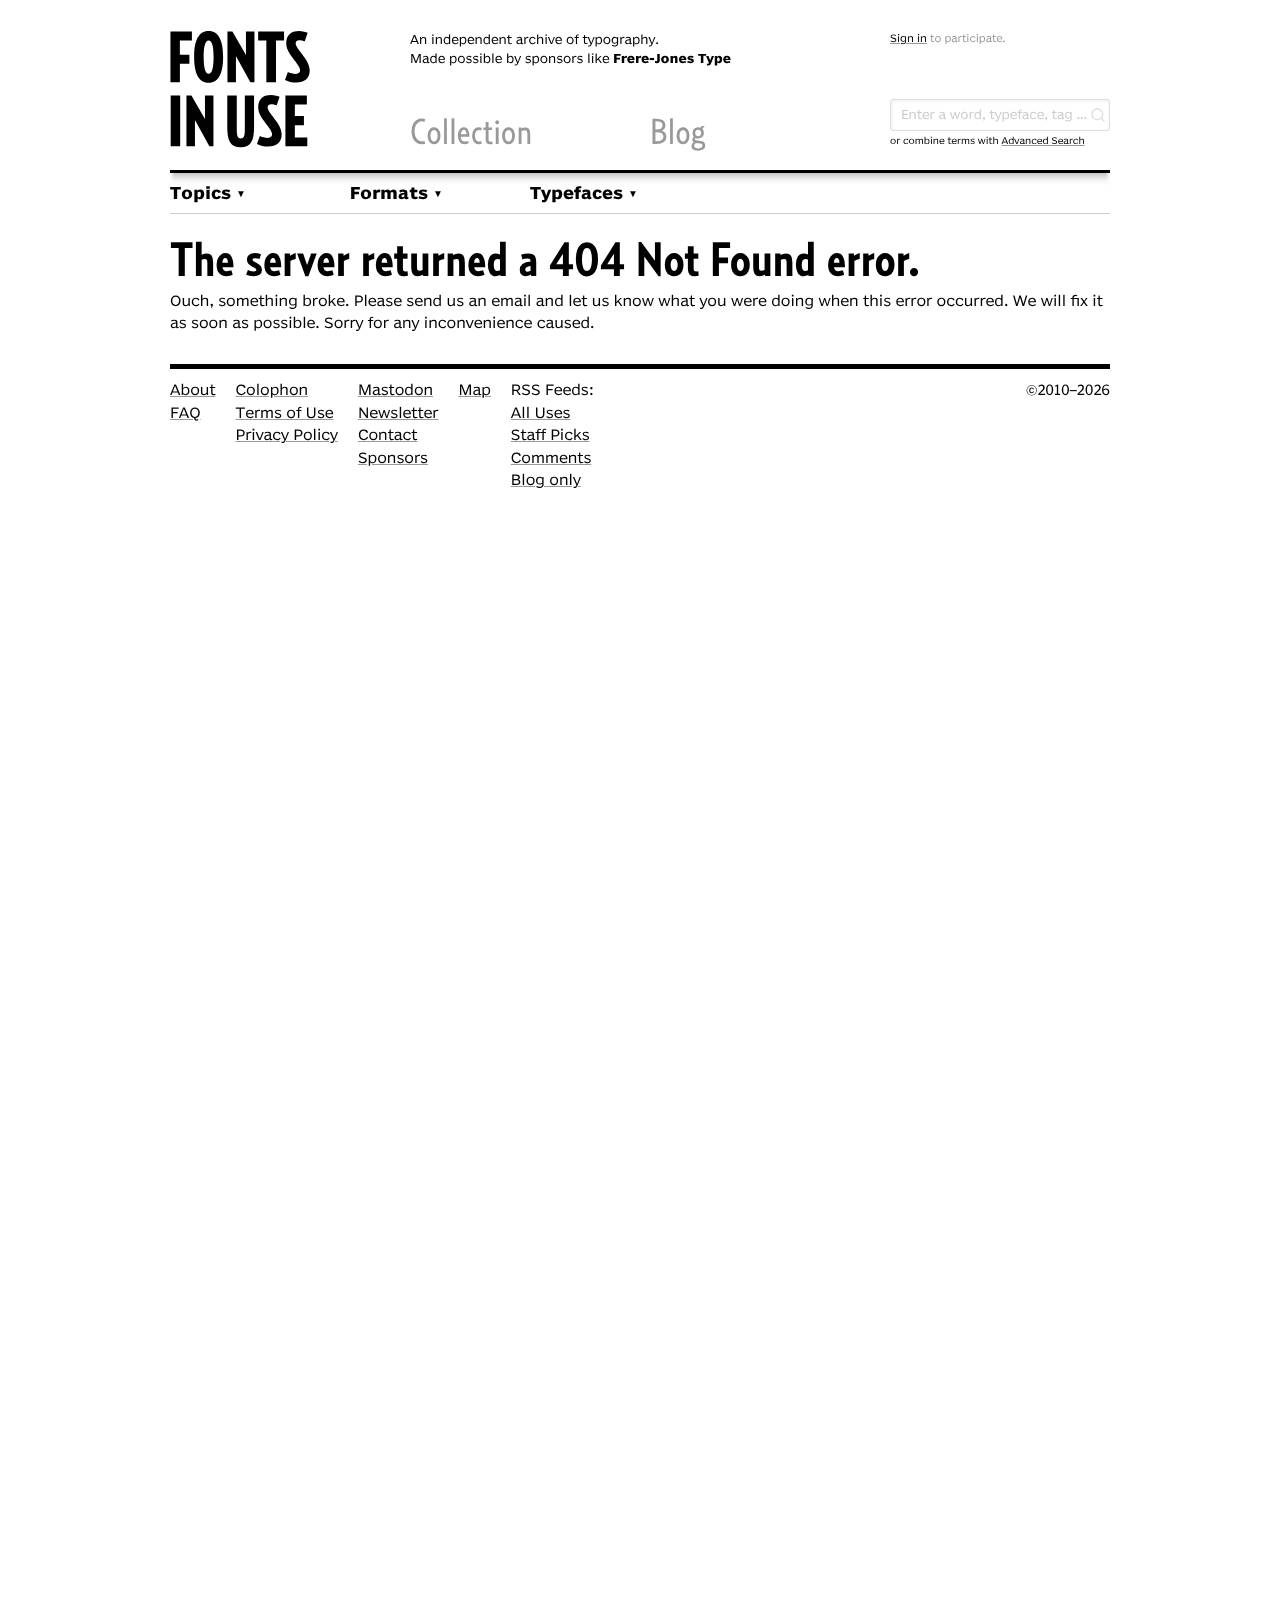 FONTS
IN USE
An independent archive of typography.
Made possible by sponsors like Frere-Jones Type
Sign in to participate.
Collection
Blog
Enter a word, typeface, tag ...
or combine terms with Advanced Search
Topics ▼
Formats ▼
Typefaces ▼
The server returned a 404 Not Found error.
Ouch, something broke. Please send us an email and let us know what you were doing when this error occurred. We will fix it
as soon as possible. Sorry for any inconvenience caused.
About
FAQ
Colophon
Terms of Use
Privacy Policy
Mastodon
Newsletter
Contact
Sponsors
Map
RSS Feeds:
All Uses
Staff Picks
Comments
Blog only
©2010–2026